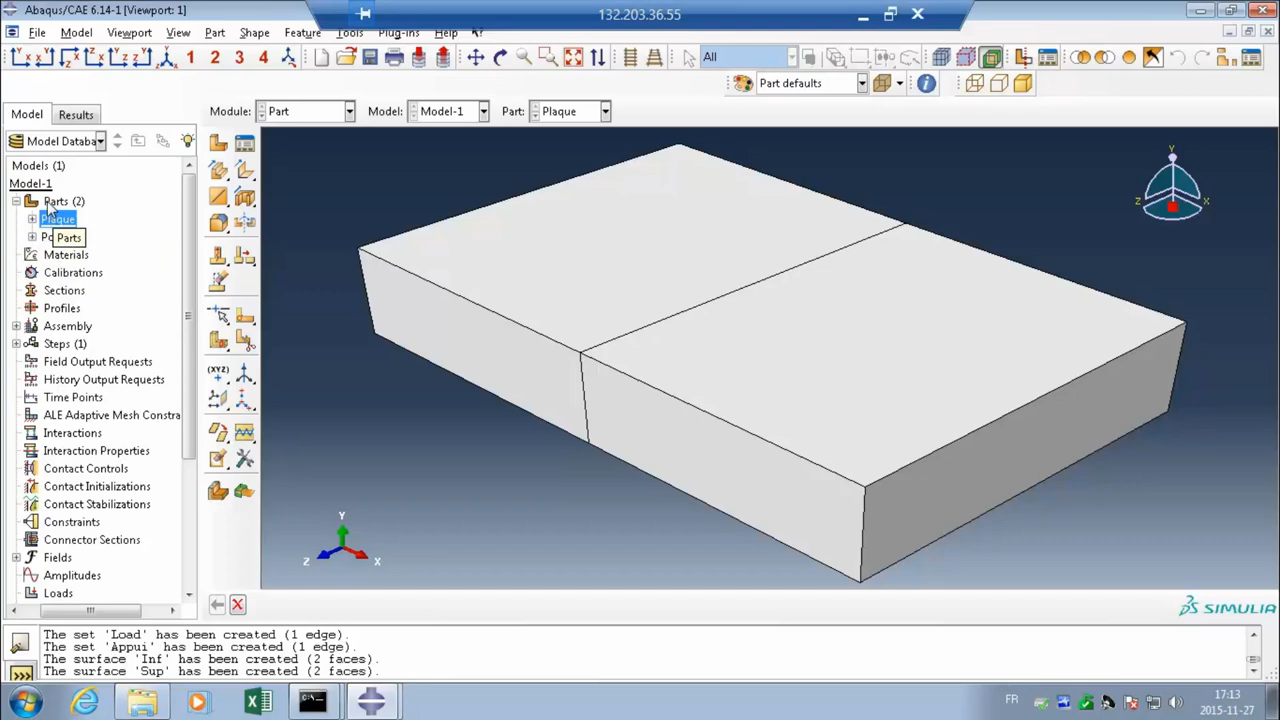 Abaqus/CAE 6.14-1 [Viewport: 1]
132.203.36.55
File Model Viewport View Part Shape Feature Tools Plug-ins Help
1 2 3 4
All
Part defaults
Model Results
Module: Part Model: Model-1 Part: Plaque
Model Databa
Models (1)
Model-1
Parts (2)
Plaque
Parts
Materials
Calibrations
Sections
Profiles
Assembly
Steps (1)
Field Output Requests
History Output Requests
Time Points
ALE Adaptive Mesh Constra
Interactions
Interaction Properties
Contact Controls
Contact Initializations
Contact Stabilizations
Constraints
Connector Sections
Fields
Amplitudes
Loads
(XYZ)
Y
Z X
Y
Z X
SIMULIA
The set 'Load' has been created (1 edge).
The set 'Appui' has been created (1 edge).
The surface 'Inf' has been created (2 faces).
The surface 'Sup' has been created (2 faces).
>>>
FR
17:13
2015-11-27